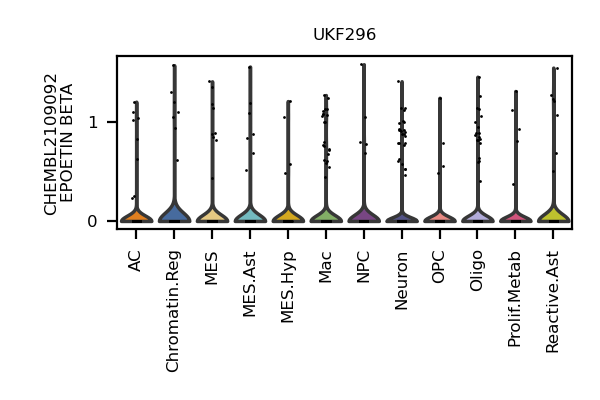 UKF296
CHEMBL2109092
EPOETIN BETA
1
0
AC
Chromatin.Reg
MES
MES.Ast
MES.Hyp
Mac
NPC
Neuron
OPC
Oligo
Prolif.Metab
Reactive.Ast